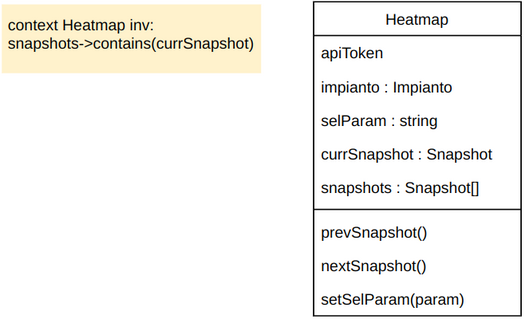 context Heatmap inv:
snapshots->contains(currSnapshot)
Heatmap
apiToken
impianto : Impianto
selParam : string
currSnapshot : Snapshot
snapshots : Snapshot[]
prevSnapshot()
nextSnapshot()
setSelParam(param)